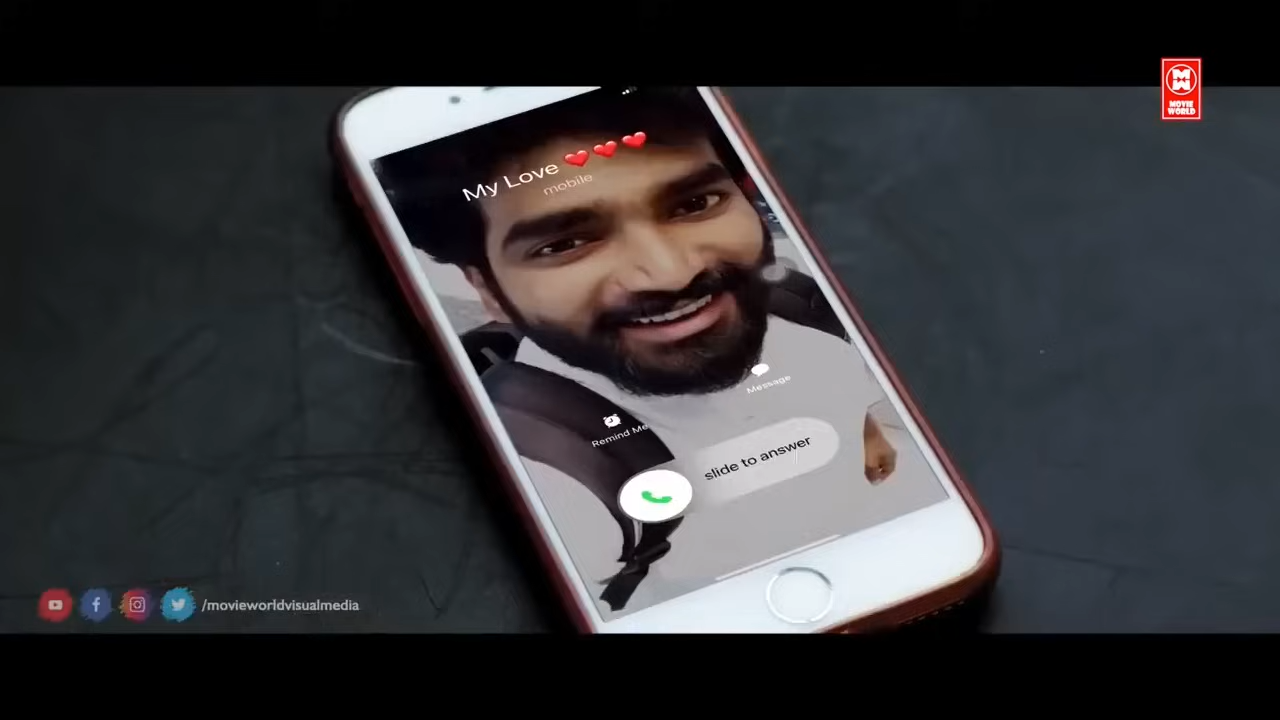 MOVIE
WORLD
My Love ❤❤❤
mobile
Message
Remind Me
slide to answer
/movieworldvisualmedia